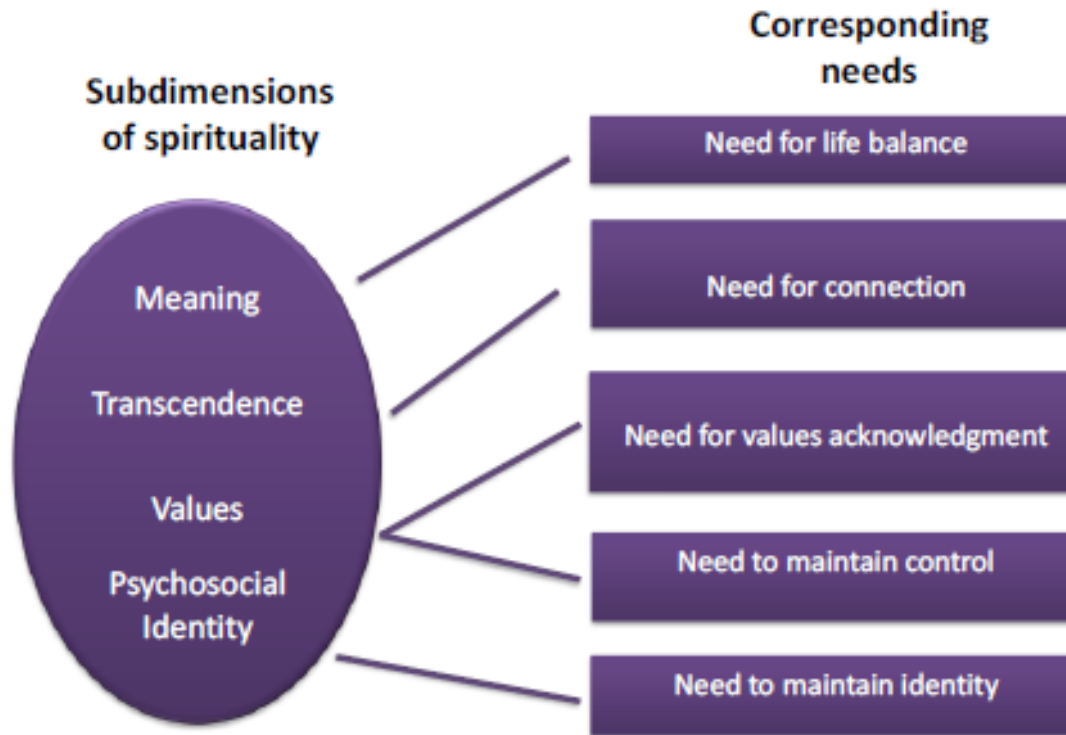 Subdimensions
of spirituality
Meaning
Transcendence
Values
Psychosocial
Identity
Corresponding
needs
Need for life balance
Need for connection
Need for values acknowledgment
Need to maintain control
Need to maintain identity